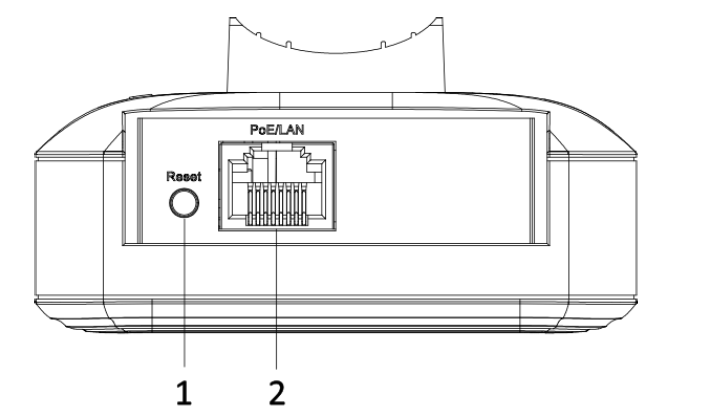 PoE/LAN
Reset
1 2